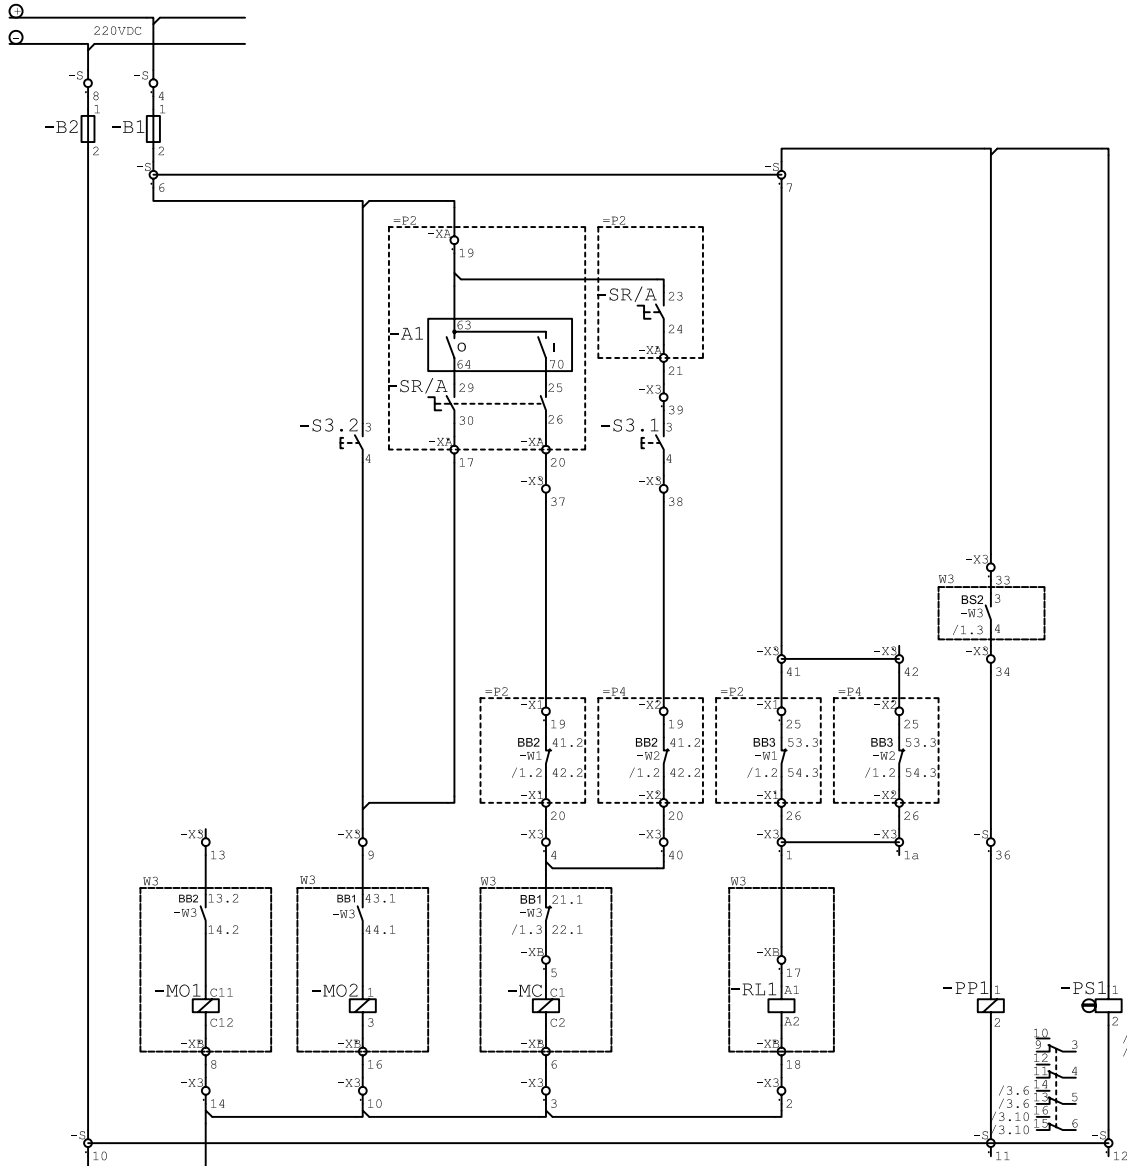 +
220VDC
-
-S -S
8 4
1 1
-B2 -B1
2 2
-S -S
6 7
=P2 =P2
-XA
19
-SR/A 23
24
-A1 63
O I
64 70
-XA
21
-SR/A 29 25
30 26
-X3
39
-S3.2 3
4
-S3.1 3
4
-XA -XA
17 20
-X3 -X3
37 38
-X3
33
W3
BS2 3
-W3
/1.3 4
-X3 -X3 -X3
41 42 34
=P2 =P4 =P2 =P4
-X1 -X2 -X1 -X2
19 19 25 25
BB2 41.2 BB2 41.2 BB3 53.3 BB3 53.3
-W1 -W2 -W1 -W2
/1.2 42.2 /1.2 42.2 /1.2 54.3 /1.2 54.3
-X1 -X2 -X1 -X2
20 20 26 26
-X3 -X3 -X3 -X3 -X3 -X3 -S
13 9 4 40 1 1a 36
W3 W3 W3 W3
BB2 13.2 BB1 43.1 BB1 21.1
-W3 -W3 -W3
14.2 44.1 /1.3 22.1
-XB -XB
5 17
-MO1 C11 -MO2 1 -MC C1 -RL1 A1 -PP1 1 -PS1 1
C12 3 C2 A2 2 2
-XB -XB -XB -XB
8 16 6 18
10
9 3
12
11 4
14
/3.6
/3.6 13 5
16
/3.10
/3.10 15 6
-X3 -X3 -X3 -X3
14 10 3 2
-S -S -S
10 11 12